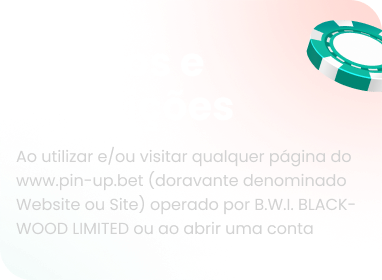 e
es
Ao utilizar e/ou visitar qualquer página do
www.pin-up.bet (doravante denominado
Website ou Site) operado por B.W.I. BLACK-
WOOD LIMITED ou ao abrir uma conta